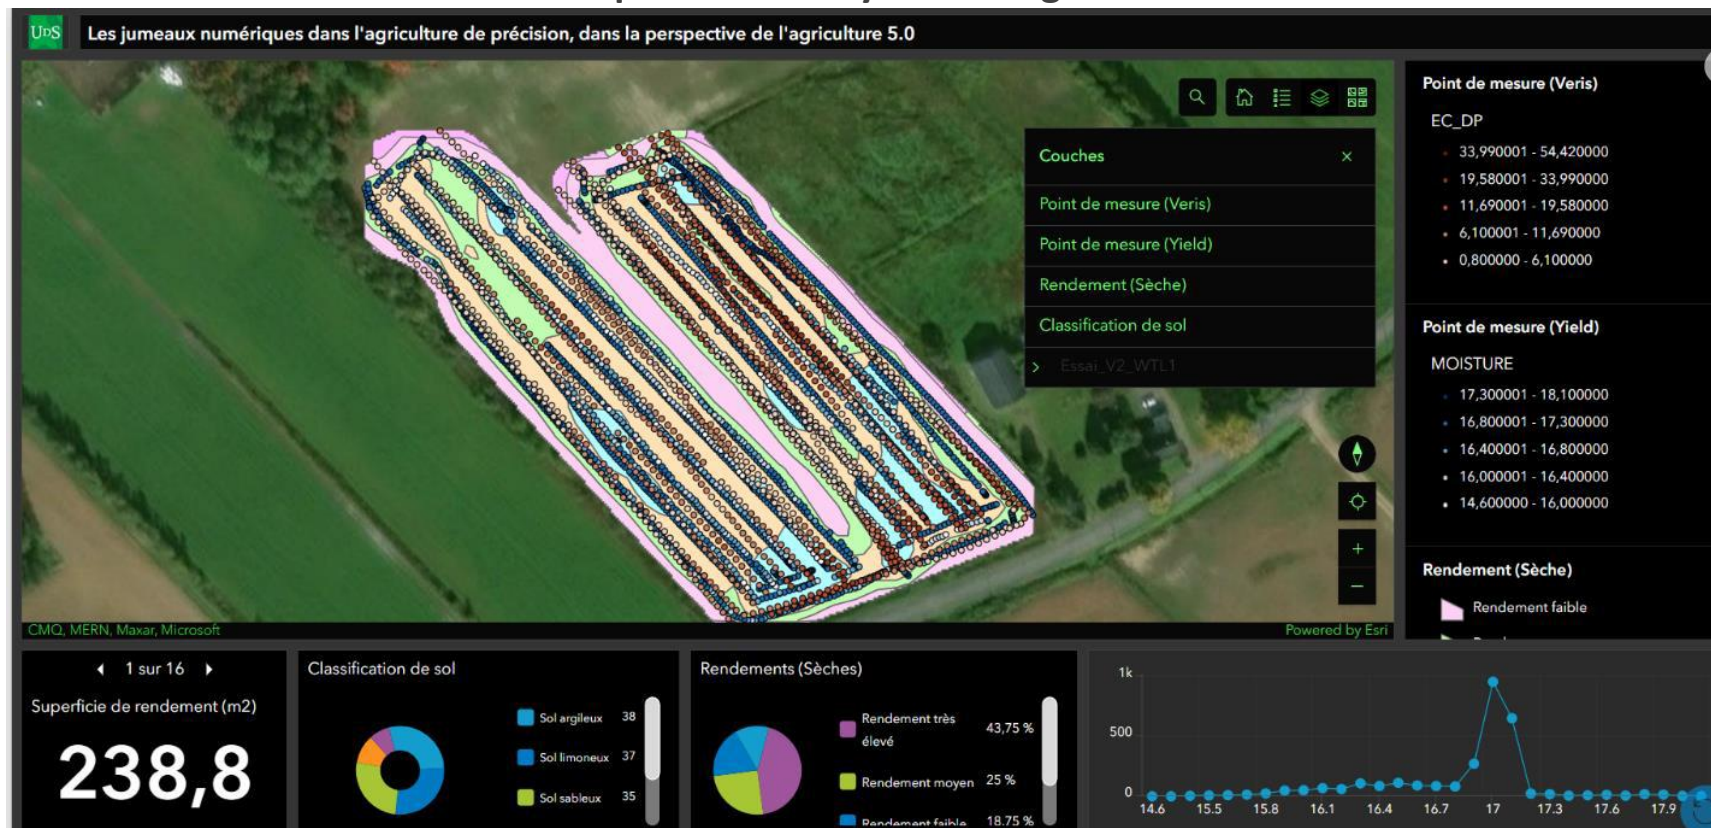 UDS
Les jumeaux numériques dans l'agriculture de précision, dans la perspective de l'agriculture 5.0
Couches
Point de mesure (Veris)
Point de mesure (Yield)
Rendement (Sèche)
Classification de sol
Essai_V2_WTL1
CMQ, MERN, Maxar, Microsoft
Powered by Esri
Point de mesure (Veris)
EC_DP
33,990001 - 54,420000
19,580001 - 33,990000
11,690001 - 19,580000
6,100001 - 11,690000
0,800000 - 6,100000
Point de mesure (Yield)
MOISTURE
17,300001 - 18,100000
16,800001 - 17,300000
16,400001 - 16,800000
16,000001 - 16,400000
14,600000 - 16,000000
Rendement (Sèche)
Rendement faible
1 sur 16
Superficie de rendement (m2)
238,8
Classification de sol
Sol argileux 38
Sol limoneux 37
Sol sableux 35
Rendements (Sèches)
Rendement très élevé 43,75 %
Rendement moyen 25 %
Rendement faible 18,75 %
1k
500
0
14.6 15.5 15.8 16.1 16.4 16.7 17 17.3 17.6 17.9